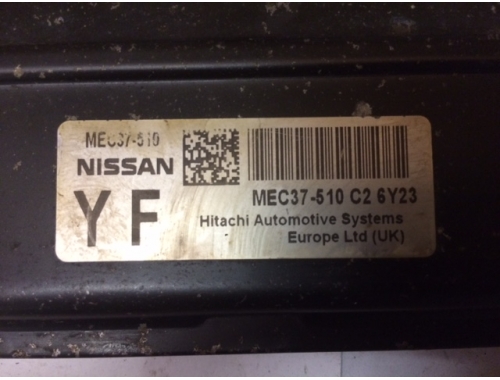 MEC37-510
NISSAN
YF
MEC37-510 C2 6Y23
Hitachi Automotive Systems
Europe Ltd (UK)